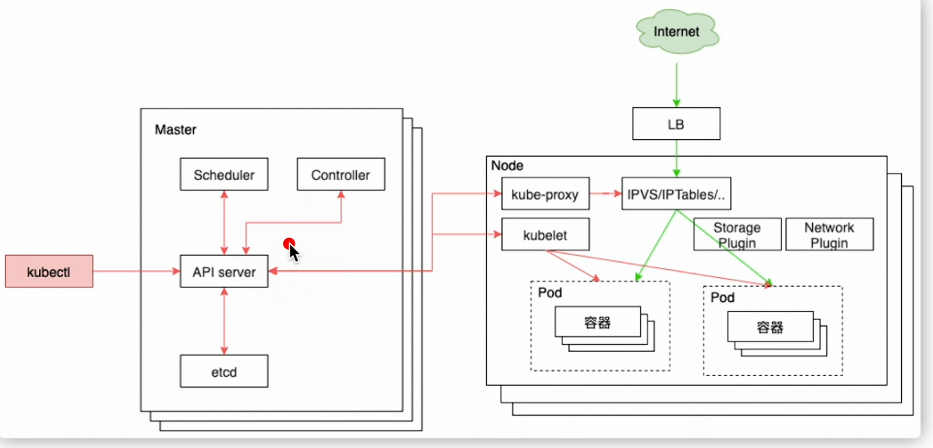 Internet
LB
Master
Scheduler
Controller
kubectl
API server
etcd
Node
kube-proxy
IPVS/IPTables/..
kubelet
Storage
Plugin
Network
Plugin
Pod
容器
Pod
容器